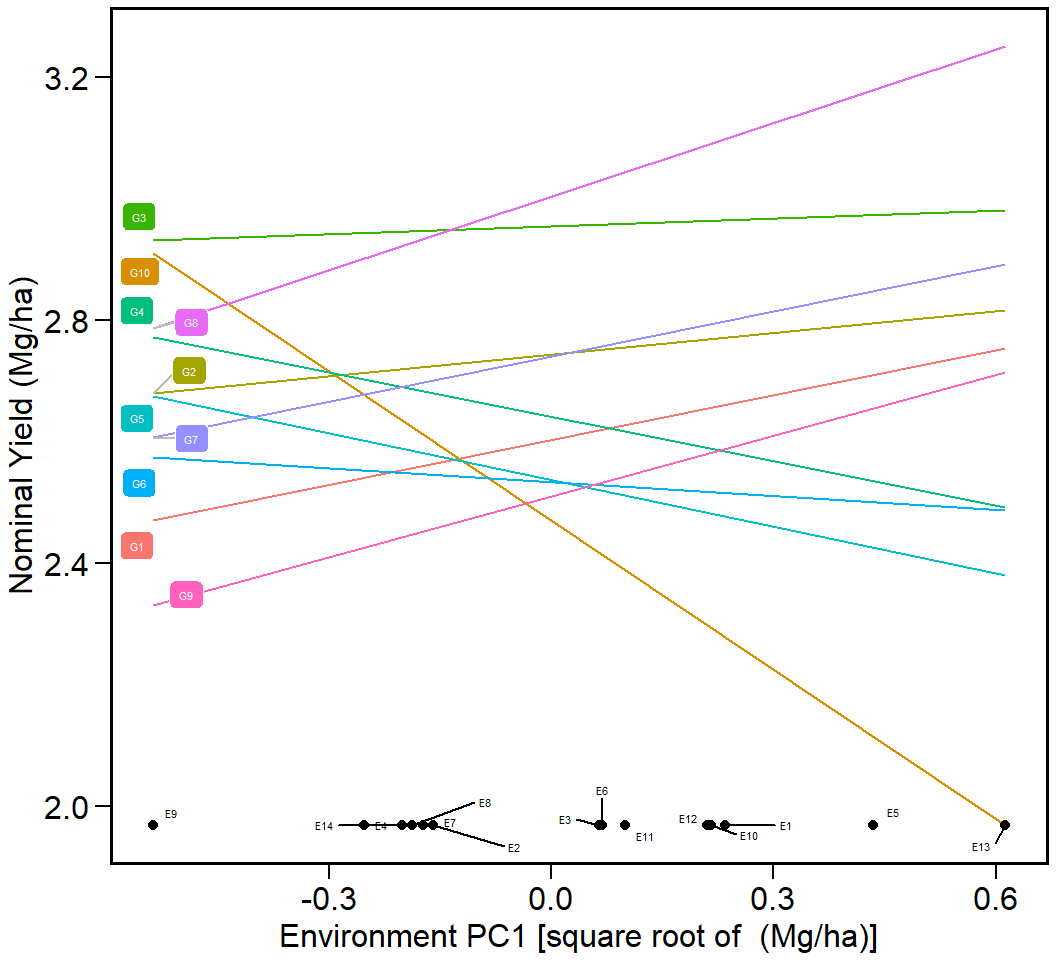 3.2
2.8
2.4
2.0
Nominal Yield (Mg/ha)
G3
G10
G4
G8
G2
G5
G7
G6
G1
G9
E9
E14
E4
E8
E7
E2
E3
E6
E11
E12
E10
E1
E5
E13
-0.3
0.0
0.3
0.6
Environment PC1 [square root of  (Mg/ha)]